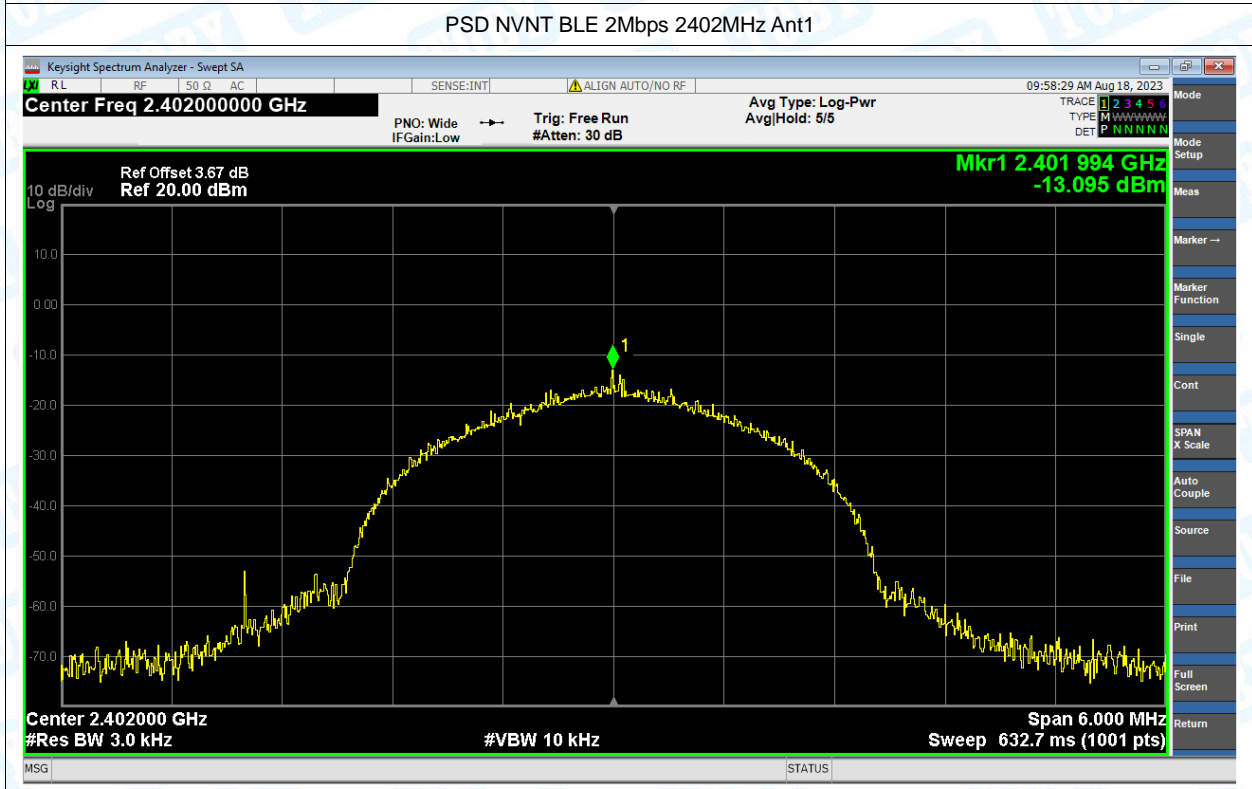 PSD NVNT BLE 2Mbps 2402MHz Ant1
Keysight Spectrum Analyzer - Swept SA
LXI RL RF 50 Ω AC SENSE:INT ALIGN AUTO/NO RF 09:58:29 AM Aug 18, 2023
Center Freq 2.402000000 GHz
PNO: Wide
IFGain:Low
Trig: Free Run
#Atten: 30 dB
Avg Type: Log-Pwr
Avg|Hold: 5/5
TRACE 1 2 3 4 5 6
TYPE M WWWWW
DET P N N N N N
Mkr1 2.401 994 GHz
-13.095 dBm
Ref Offset 3.67 dB
10 dB/div Ref 20.00 dBm
Log
10.0
0.00
-10.0
-20.0
-30.0
-40.0
-50.0
-60.0
-70.0
1
Center 2.402000 GHz Span 6.000 MHz
#Res BW 3.0 kHz #VBW 10 kHz Sweep 632.7 ms (1001 pts)
MSG STATUS
Mode
Mode
Setup
Meas
Marker →
Marker
Function
Single
Cont
SPAN
X Scale
Auto
Couple
Source
File
Print
Full
Screen
Return